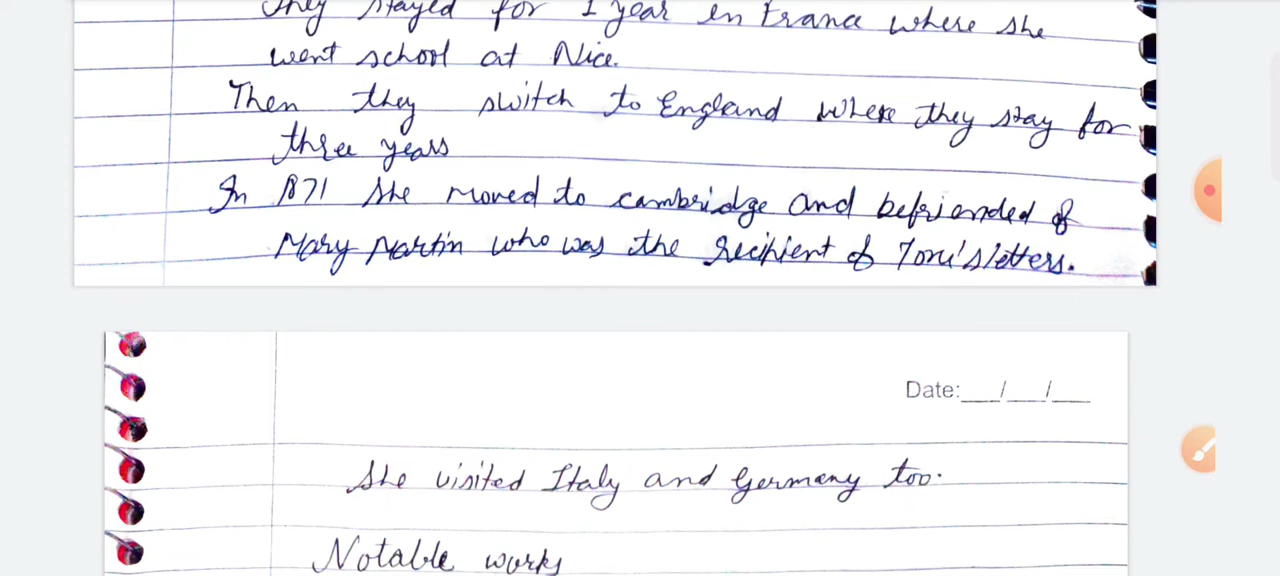 They stayed for 1 year in France where she
went school at Nice.
Then they switch to England where they stay for
three years
In 1871 she moved to cambridge and befriended of
Mary Martin who was the recipient of Toru's letters.
Date:___/___/___
She visited Italy and Germany too.
Notable works